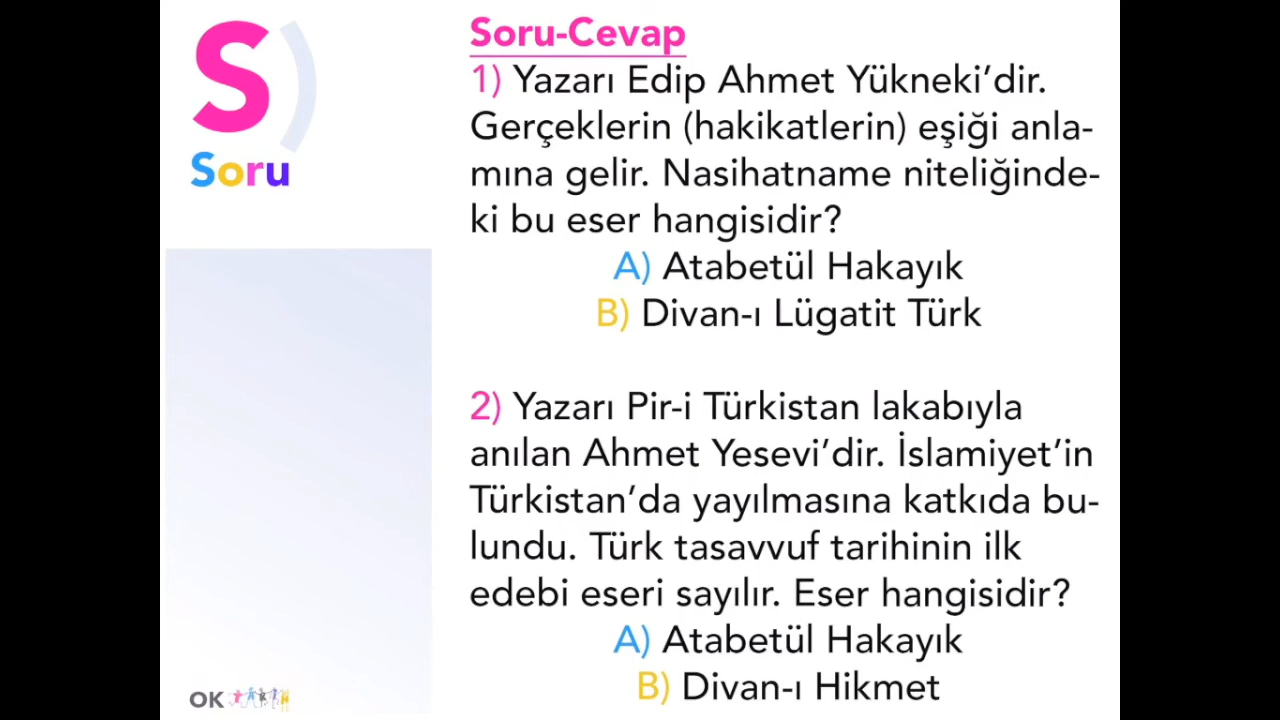 S)
Soru
Soru-Cevap
1) Yazarı Edip Ahmet Yükneki’dir.
Gerçeklerin (hakikatlerin) eşiği anla-
mına gelir. Nasihatname niteliğinde-
ki bu eser hangisidir?
A) Atabetül Hakayık
B) Divan-ı Lügatit Türk
2) Yazarı Pir-i Türkistan lakabıyla
anılan Ahmet Yesevi’dir. İslamiyet’in
Türkistan’da yayılmasına katkıda bu-
lundu. Türk tasavvuf tarihinin ilk
edebi eseri sayılır. Eser hangisidir?
A) Atabetül Hakayık
B) Divan-ı Hikmet
OK